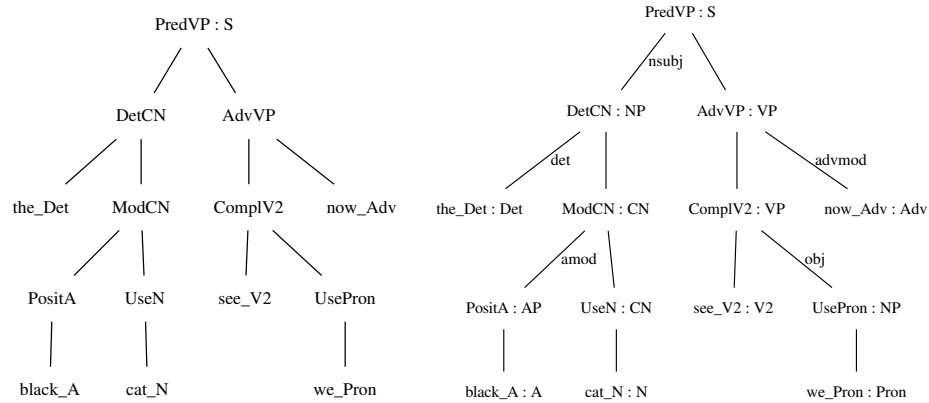 PredVP : S
DetCN AdvVP
the_Det ModCN ComplV2 now_Adv
PositA UseN see_V2 UsePron
black_A cat_N we_Pron
PredVP : S
nsubj
DetCN : NP AdvVP : VP
det advmod
the_Det : Det ModCN : CN ComplV2 : VP now_Adv : Adv
amod obj
PositA : AP UseN : CN see_V2 : V2 UsePron : NP
black_A : A cat_N : N we_Pron : Pron